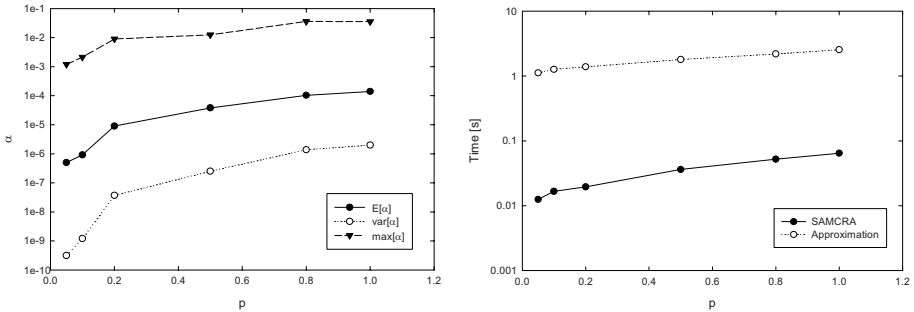 1e-1
1e-2
1e-3
1e-4
1e-5
1e-6
1e-7
1e-8
1e-9
1e-10
α
0.0 0.2 0.4 0.6 0.8 1.0 1.2
p
E[α]
var[α]
max[α]
10
1
0.1
0.01
0.001
Time [s]
0.0 0.2 0.4 0.6 0.8 1.0 1.2
p
SAMCRA
Approximation